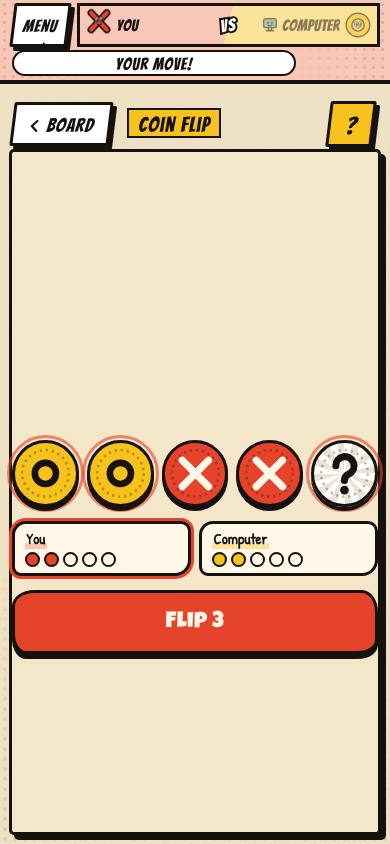 MENU
YOU
VS
COMPUTER
YOUR MOVE!
< BOARD
COIN FLIP
?
?
You
Computer
FLIP 3